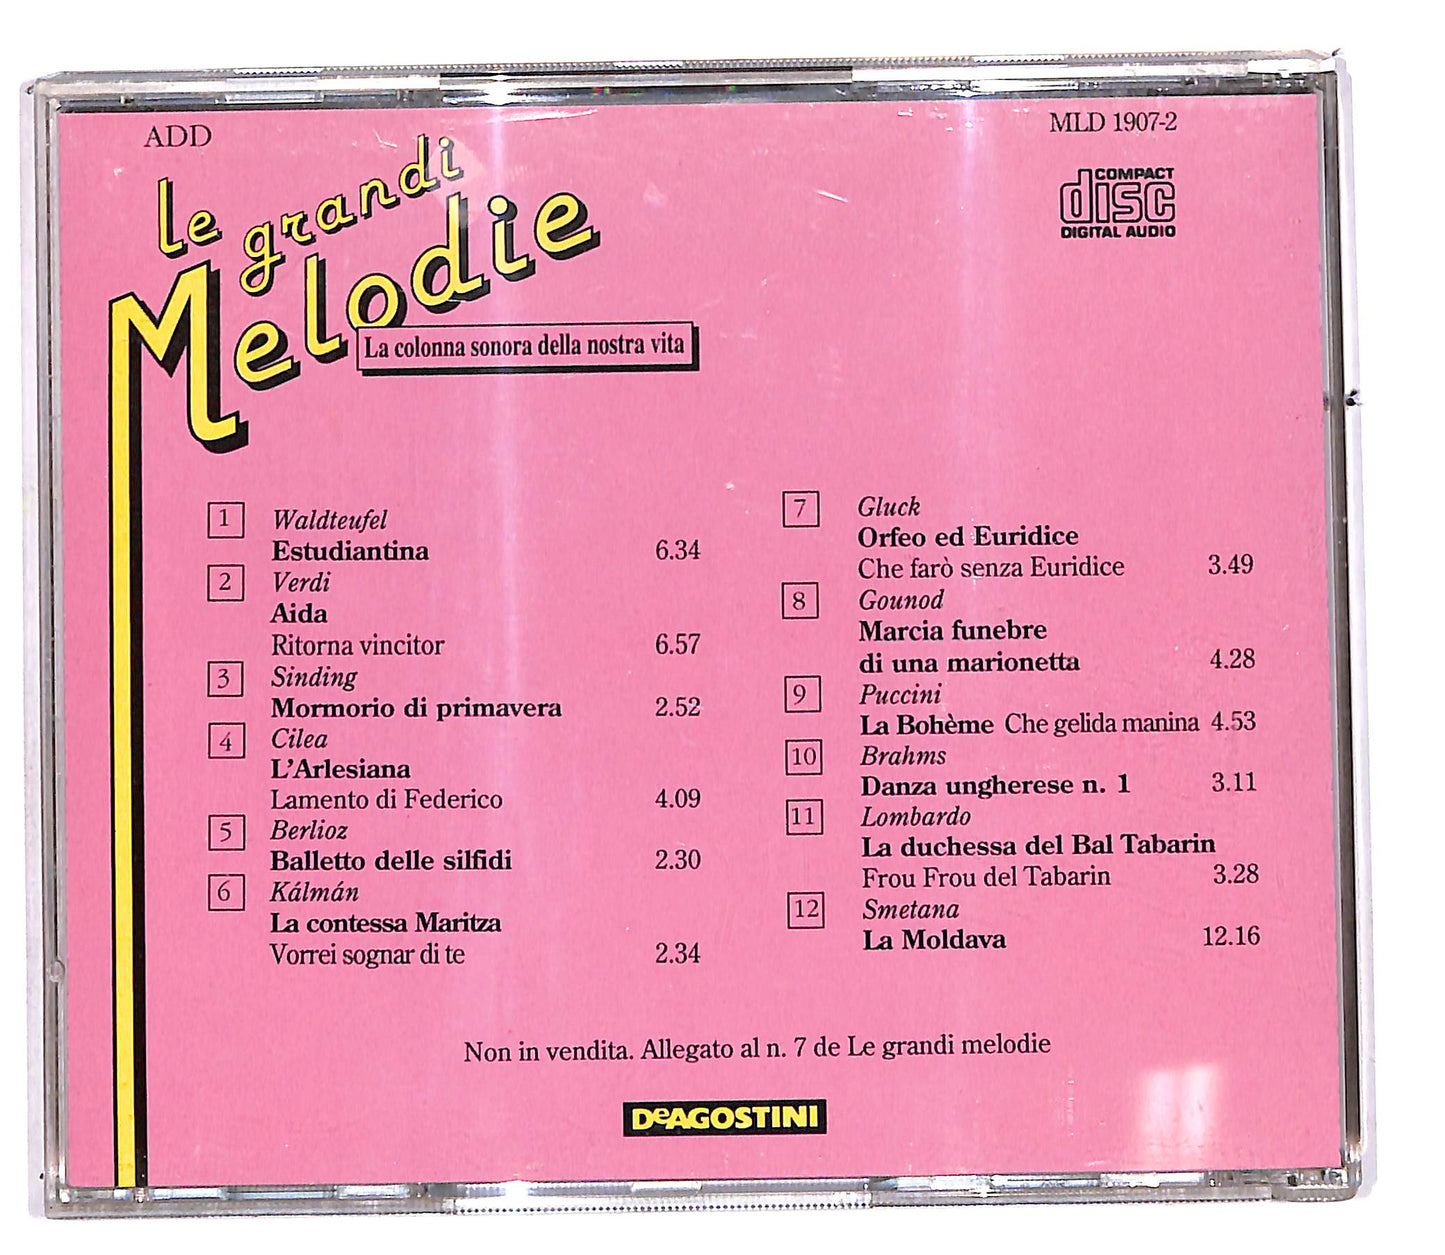 ADD
MLD 1907-2
COMPACT
disc
DIGITAL AUDIO
le grandi
Melodie
La colonna sonora della nostra vita
1 Waldteufel
Estudiantina 6.34
2 Verdi
Aida
Ritorna vincitor 6.57
3 Sinding
Mormorio di primavera 2.52
4 Cilea
L'Arlesiana
Lamento di Federico 4.09
5 Berlioz
Balletto delle silfidi 2.30
6 Kálmán
La contessa Maritza
Vorrei sognar di te 2.34
7 Gluck
Orfeo ed Euridice
Che farò senza Euridice 3.49
8 Gounod
Marcia funebre
di una marionetta 4.28
9 Puccini
La Bohème Che gelida manina 4.53
10 Brahms
Danza ungherese n. 1 3.11
11 Lombardo
La duchessa del Bal Tabarin
Frou Frou del Tabarin 3.28
12 Smetana
La Moldava 12.16
Non in vendita. Allegato al n. 7 de Le grandi melodie
DeAGOSTINI